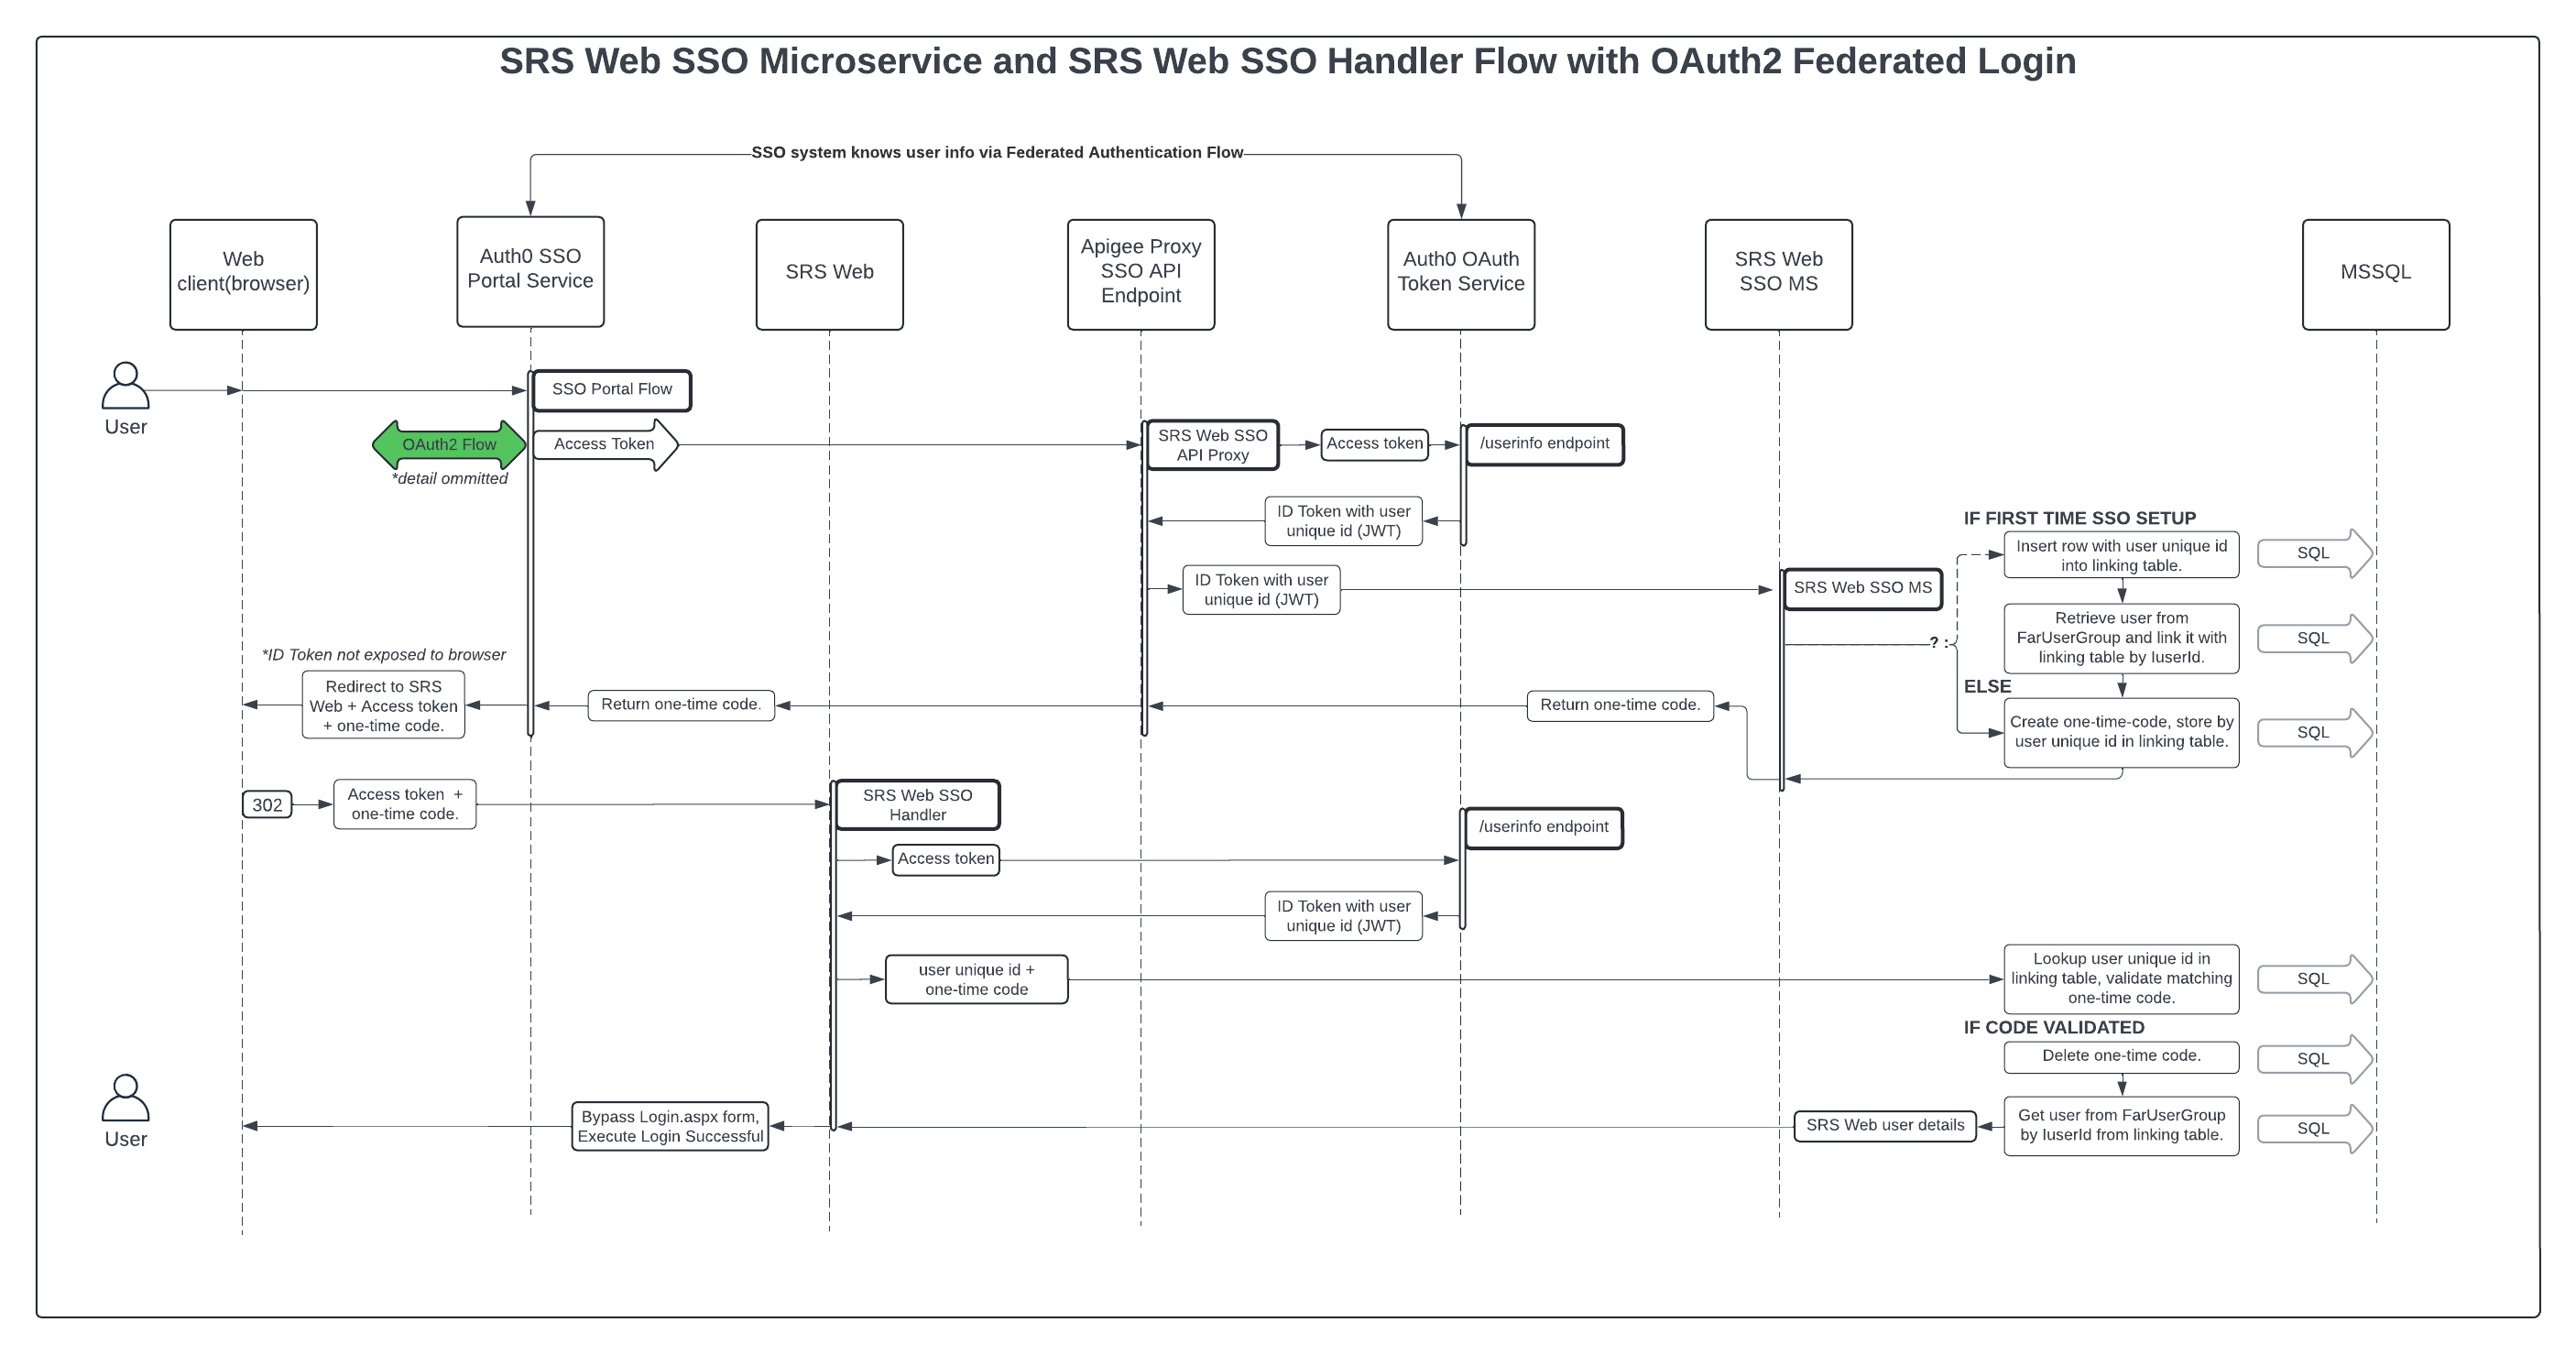 SRS Web SSO Microservice and SRS Web SSO Handler Flow with OAuth2 Federated Login
SSO system knows user info via Federated Authentication Flow
Web
client(browser)
Auth0 SSO
Portal Service
SRS Web
Apigee Proxy
SSO API
Endpoint
Auth0 OAuth
Token Service
SRS Web
SSO MS
MSSQL
User
SSO Portal Flow
OAuth2 Flow
*detail ommitted
Access Token
SRS Web SSO
API Proxy
Access token
/userinfo endpoint
ID Token with user
unique id (JWT)
ID Token with user
unique id (JWT)
SRS Web SSO MS
? :
IF FIRST TIME SSO SETUP
Insert row with user unique id
into linking table.
SQL
Retrieve user from
FarUserGroup and link it with
linking table by IuserId.
SQL
ELSE
Create one-time-code, store by
user unique id in linking table.
SQL
Return one-time code.
Return one-time code.
*ID Token not exposed to browser
Redirect to SRS
Web + Access token
+ one-time code.
302
Access token  +
one-time code.
SRS Web SSO
Handler
Access token
/userinfo endpoint
ID Token with user
unique id (JWT)
user unique id +
one-time code
Lookup user unique id in
linking table, validate matching
one-time code.
SQL
IF CODE VALIDATED
Delete one-time code.
SQL
Get user from FarUserGroup
by IuserId from linking table.
SQL
SRS Web user details
Bypass Login.aspx form,
Execute Login Successful
User